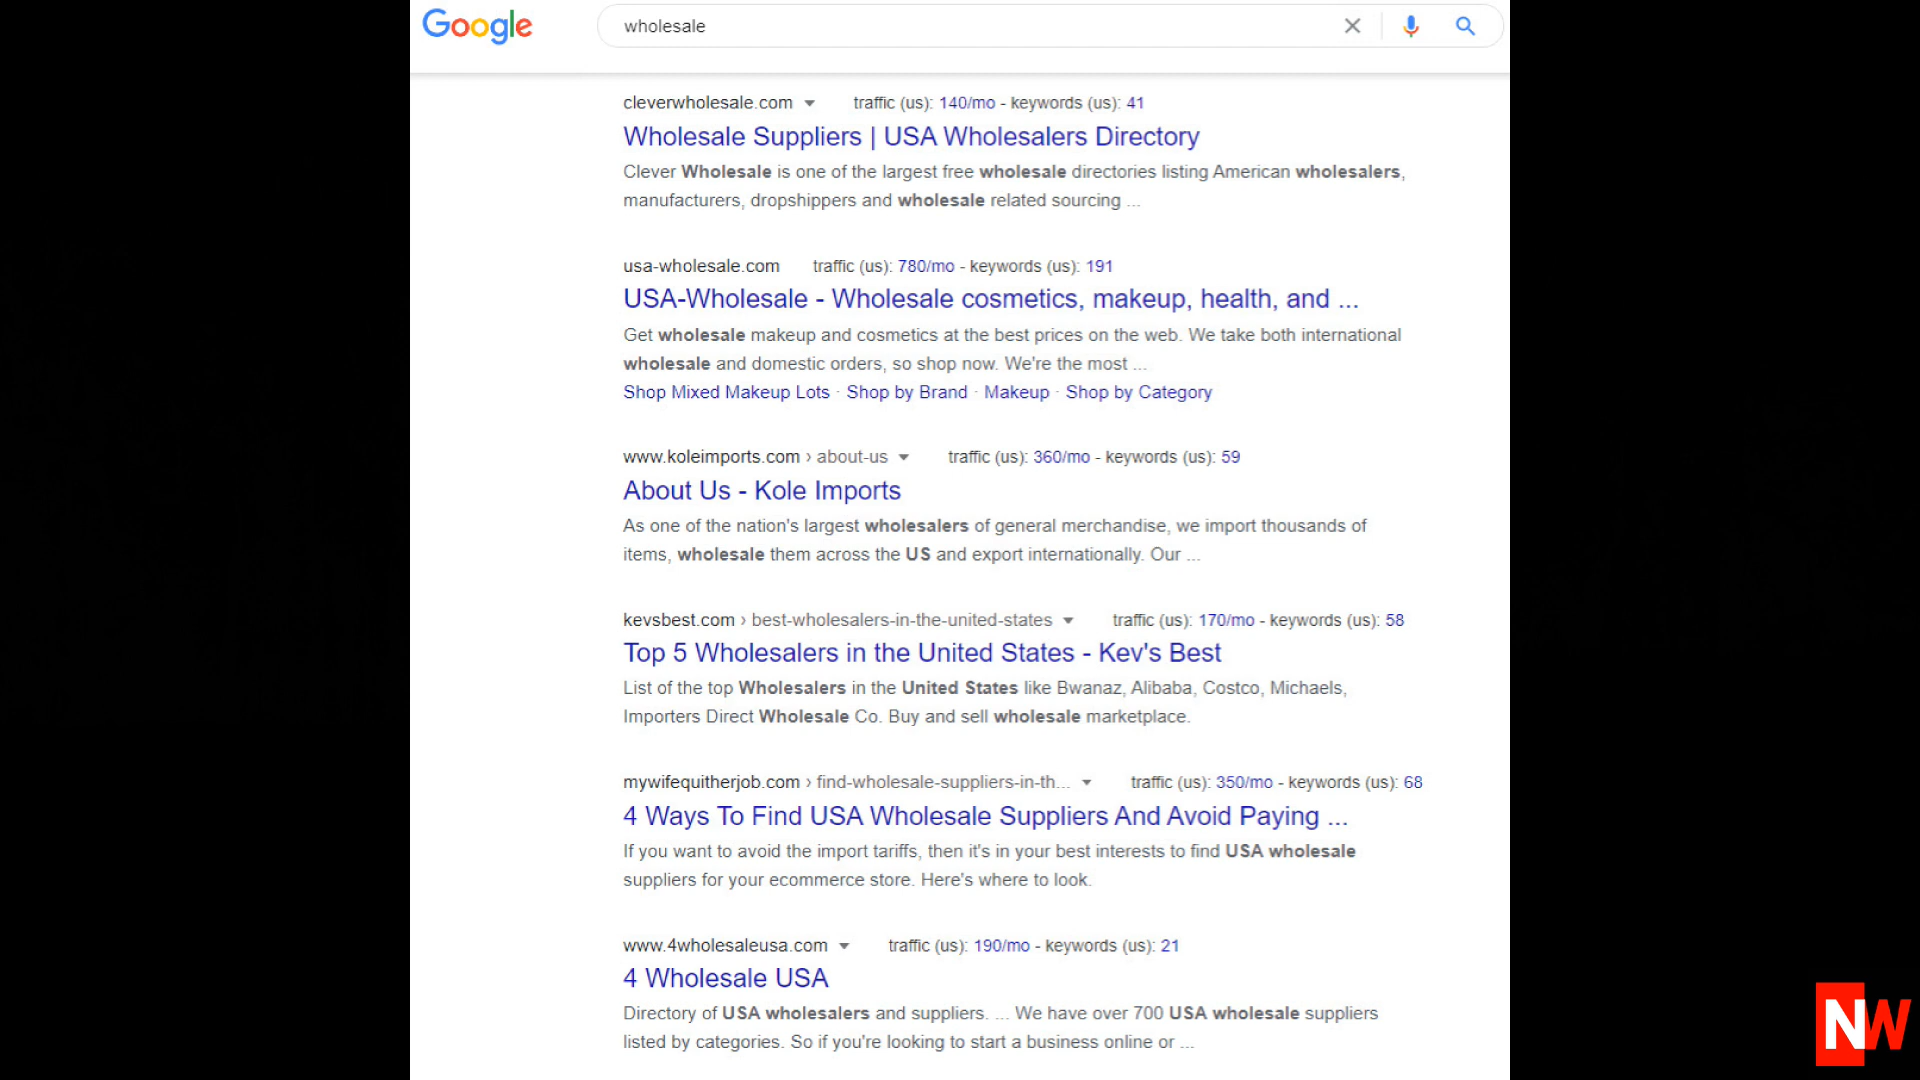 Google
wholesale
cleverwholesale.com traffic (us): 140/mo - keywords (us): 41
Wholesale Suppliers | USA Wholesalers Directory
Clever Wholesale is one of the largest free wholesale directories listing American wholesalers,
manufacturers, dropshippers and wholesale related sourcing ...
usa-wholesale.com traffic (us): 780/mo - keywords (us): 191
USA-Wholesale - Wholesale cosmetics, makeup, health, and ...
Get wholesale makeup and cosmetics at the best prices on the web. We take both international
wholesale and domestic orders, so shop now. We're the most ...
Shop Mixed Makeup Lots · Shop by Brand · Makeup · Shop by Category
www.koleimports.com › about-us traffic (us): 360/mo - keywords (us): 59
About Us - Kole Imports
As one of the nation's largest wholesalers of general merchandise, we import thousands of
items, wholesale them across the US and export internationally. Our ...
kevsbest.com › best-wholesalers-in-the-united-states traffic (us): 170/mo - keywords (us): 58
Top 5 Wholesalers in the United States - Kev's Best
List of the top Wholesalers in the United States like Bwanaz, Alibaba, Costco, Michaels,
Importers Direct Wholesale Co. Buy and sell wholesale marketplace.
mywifequitherjob.com › find-wholesale-suppliers-in-th... traffic (us): 350/mo - keywords (us): 68
4 Ways To Find USA Wholesale Suppliers And Avoid Paying ...
If you want to avoid the import tariffs, then it's in your best interests to find USA wholesale
suppliers for your ecommerce store. Here's where to look.
www.4wholesaleusa.com traffic (us): 190/mo - keywords (us): 21
4 Wholesale USA
Directory of USA wholesalers and suppliers. ... We have over 700 USA wholesale suppliers
listed by categories. So if you're looking to start a business online or ...
NW